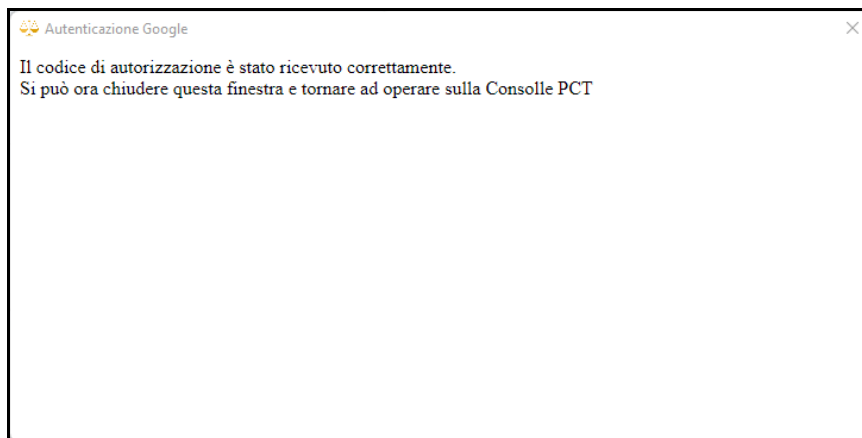 Autenticazione Google
Il codice di autorizzazione è stato ricevuto correttamente.
Si può ora chiudere questa finestra e tornare ad operare sulla Consolle PCT